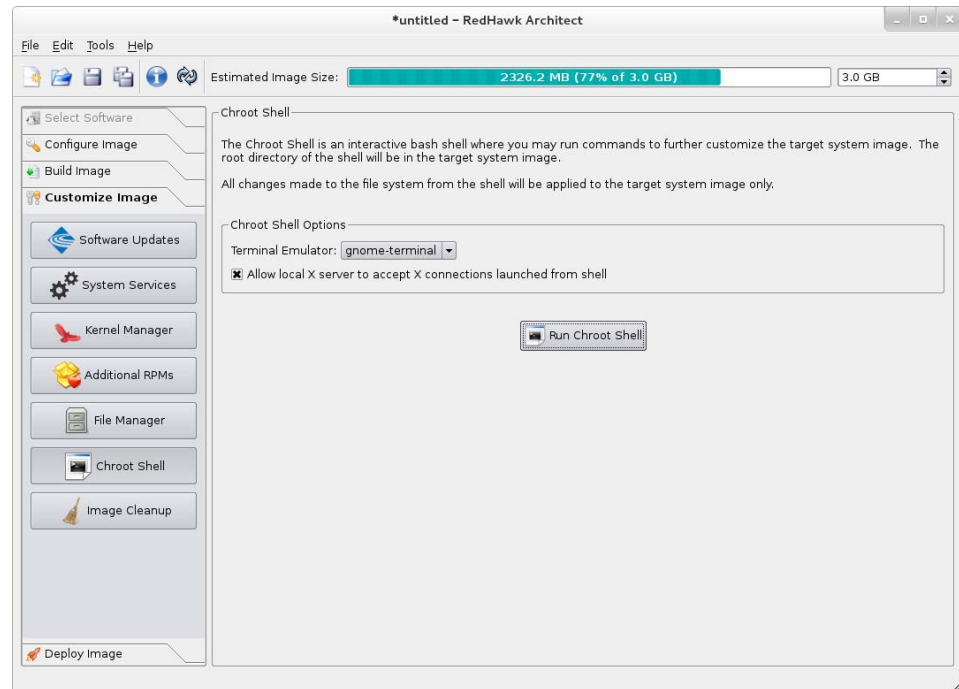 *untitled – RedHawk Architect
File Edit Tools Help
Estimated Image Size: 2326.2 MB (77% of 3.0 GB) 3.0 GB
Select Software
Configure Image
Build Image
Customize Image
Software Updates
System Services
Kernel Manager
Additional RPMs
File Manager
Chroot Shell
Image Cleanup
Deploy Image
Chroot Shell
The Chroot Shell is an interactive bash shell where you may run commands to further customize the target system image. The
root directory of the shell will be in the target system image.
All changes made to the file system from the shell will be applied to the target system image only.
Chroot Shell Options
Terminal Emulator: gnome-terminal
Allow local X server to accept X connections launched from shell
Run Chroot Shell